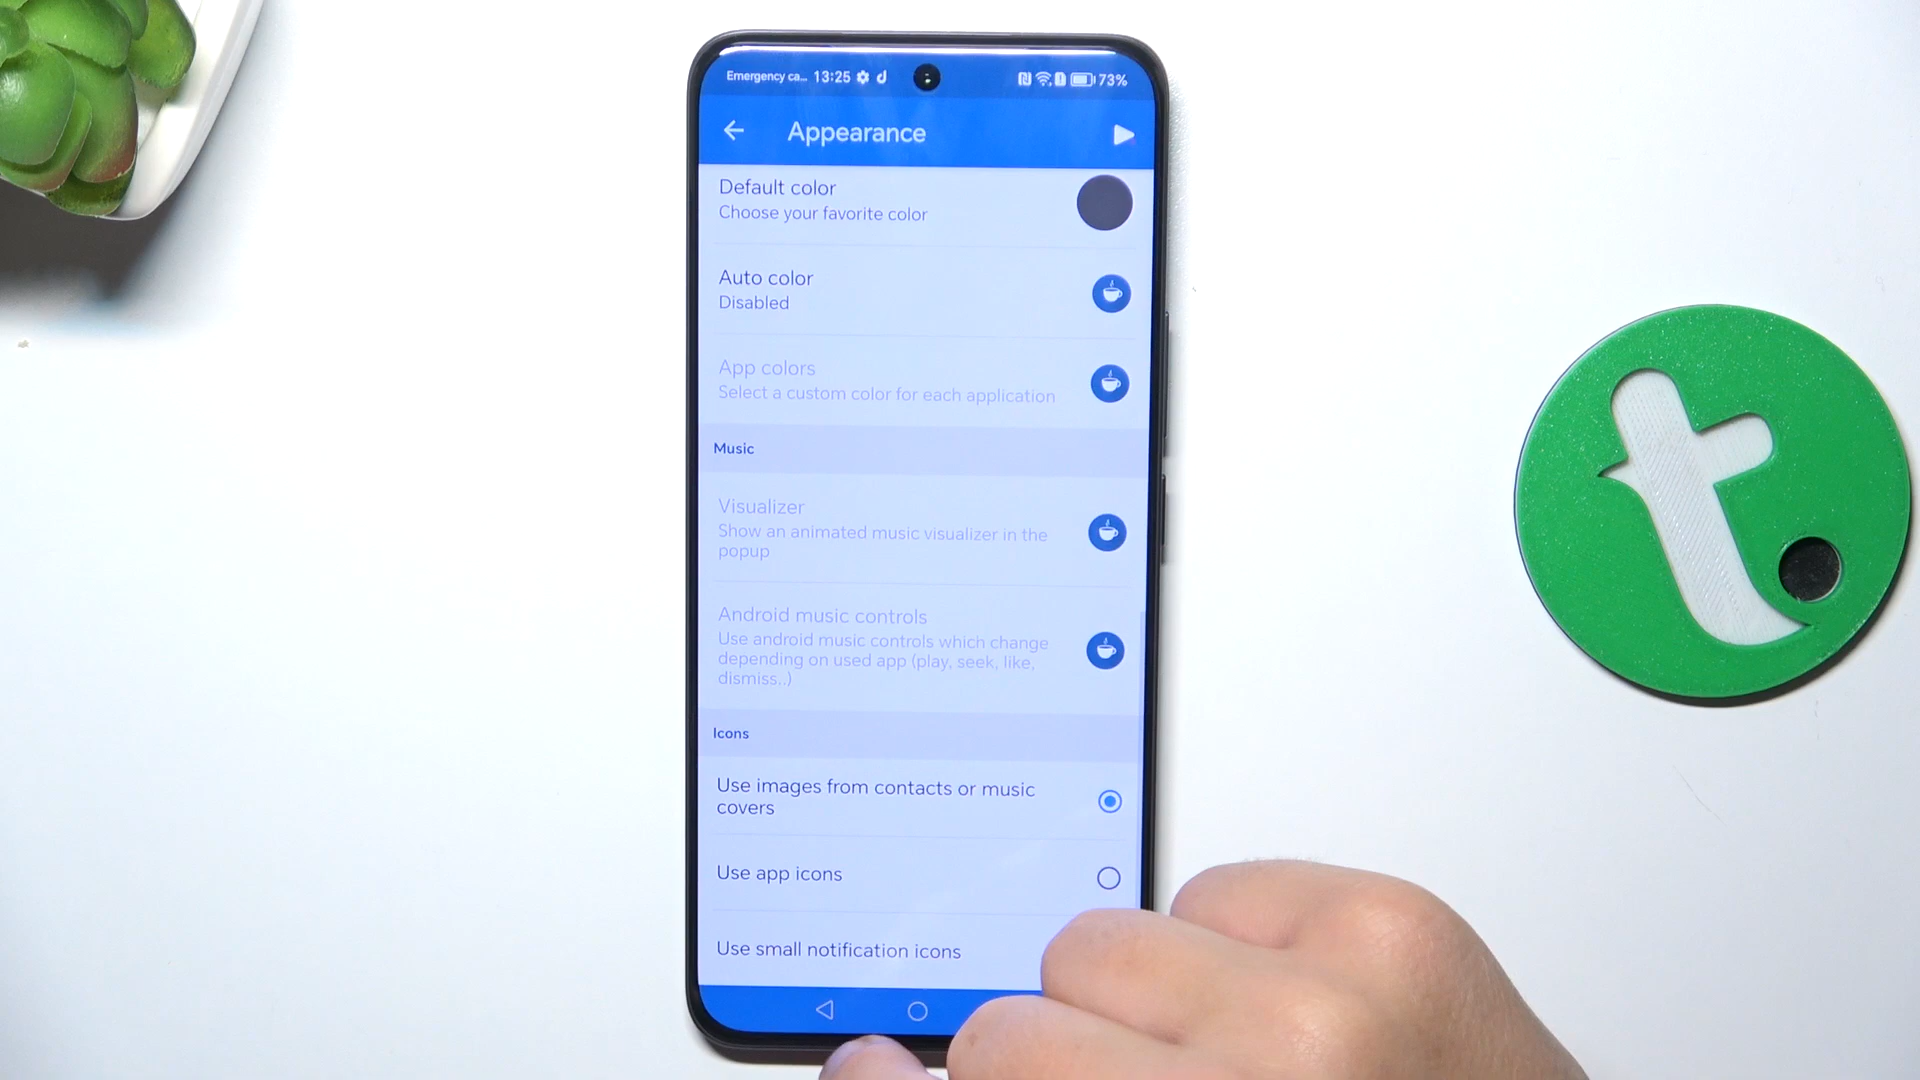 Emergency ca... 13:25 73%
Appearance
Default color
Choose your favorite color
Auto color
Disabled
App colors
Select a custom color for each application
Music
Visualizer
Show an animated music visualizer in the
popup
Android music controls
Use android music controls which change
depending on used app (play, seek, like,
dismiss..)
Icons
Use images from contacts or music
covers
Use app icons
Use small notification icons
t